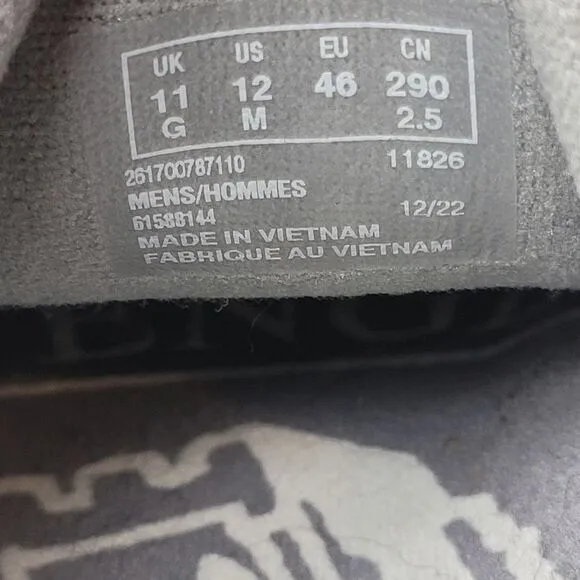 UK US EU CN
11 12 46 290
G M 2.5
261700787110 11826
MENS/HOMMES
61588144 12/22
MADE IN VIETNAM
FABRIQUE AU VIETNAM